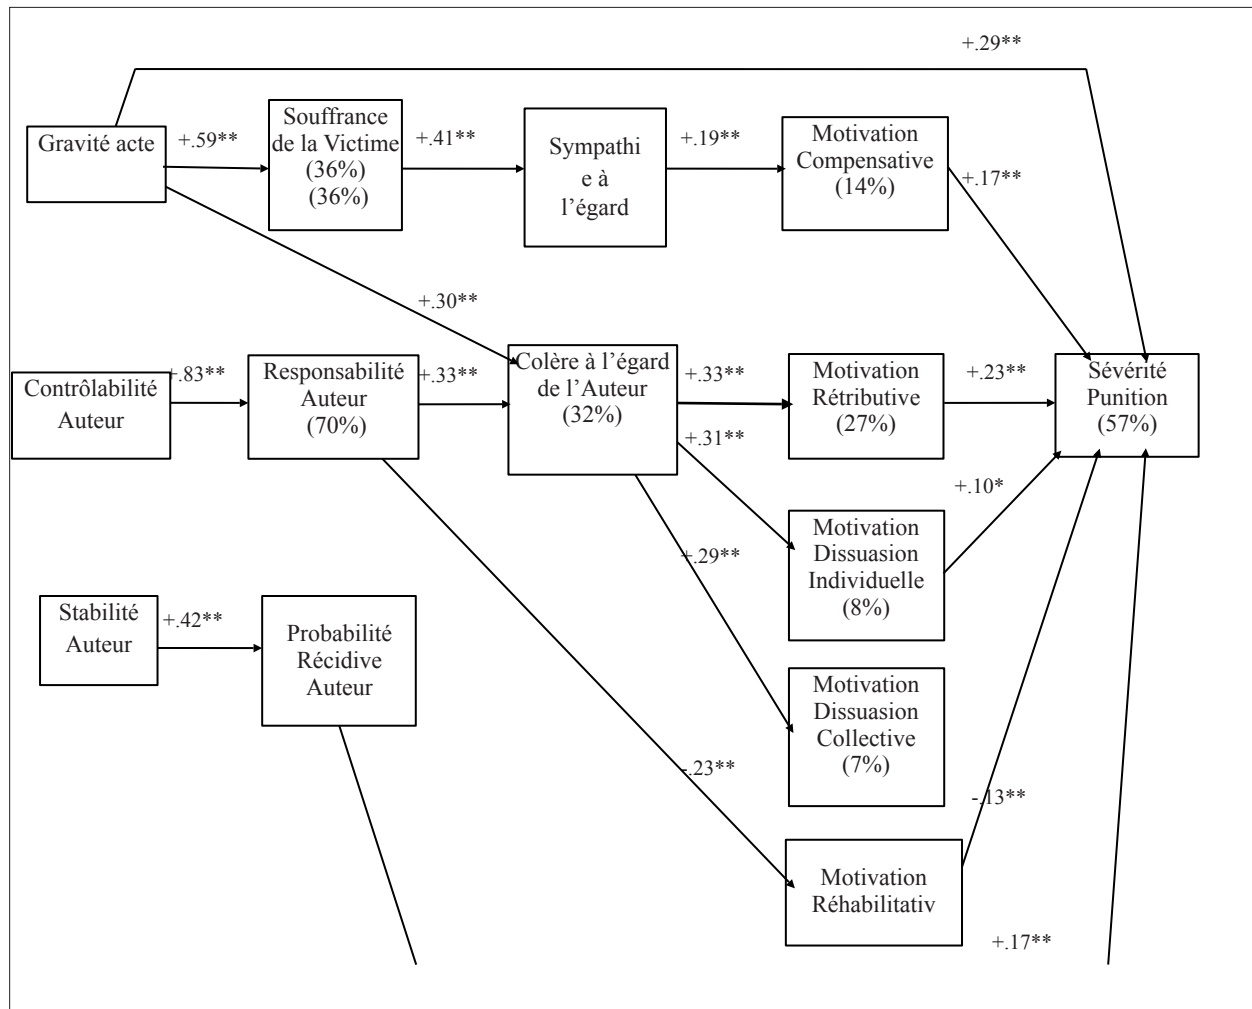 +.29**
Gravité acte
+.59**
Souffrance
de la Victime
(36%)
(36%)
+.41**
Sympathi
e à
l’égard
+.19**
Motivation
Compensative
(14%)
+.17**
+.30**
Contrôlabilité
Auteur
+.83**
Responsabilité
Auteur
(70%)
+.33**
Colère à l’égard
de l’Auteur
(32%)
+.33**
Motivation
Rétributive
(27%)
+.23**
Sévérité
Punition
(57%)
+.31**
+.10*
Motivation
Dissuasion
Individuelle
(8%)
+.29**
Stabilité
Auteur
+.42**
Probabilité
Récidive
Auteur
Motivation
Dissuasion
Collective
(7%)
-.23**
-.13**
Motivation
Réhabilitativ
+.17**